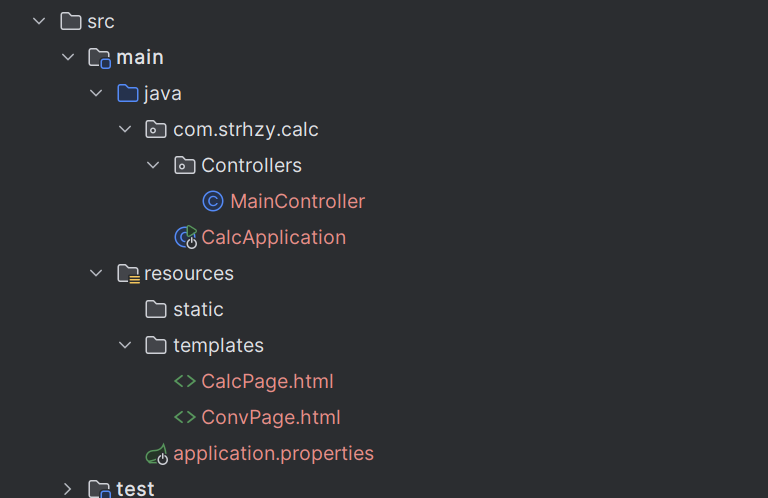 src
main
java
com.strhzy.calc
Controllers
MainController
CalcApplication
resources
static
templates
CalcPage.html
ConvPage.html
application.properties
test